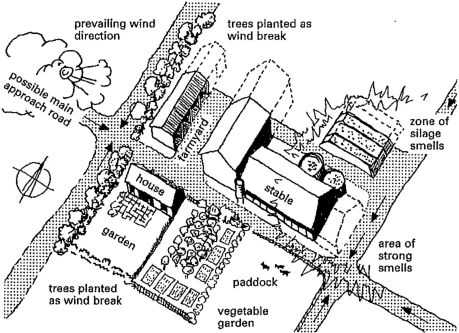 prevailing wind
direction
trees planted as
wind break
possible main
approach road
farmyard
zone of
silage
smells
house
stable
garden
area of
strong
smells
trees planted
as wind break
paddock
vegetable
garden